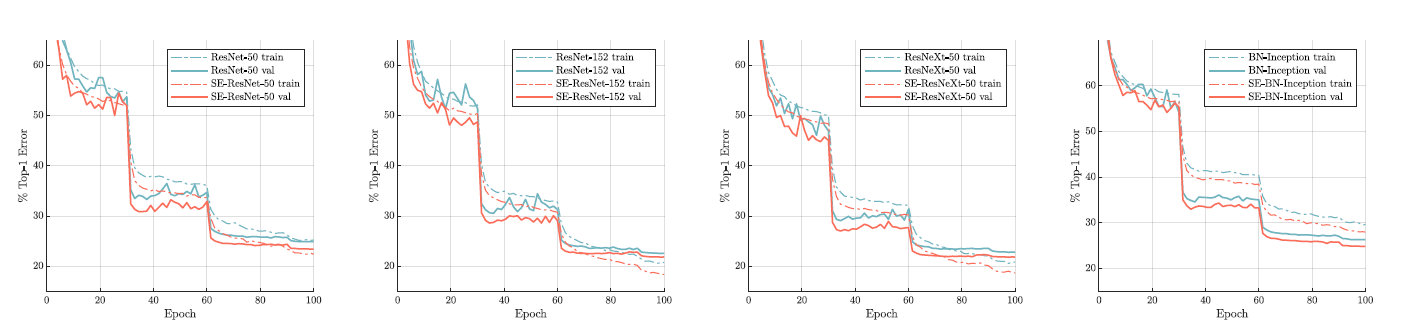 ResNet-50 train
ResNet-50 val
SE-ResNet-50 train
SE-ResNet-50 val
60
50
40
30
20
% Top-1 Error
0 20 40 60 80 100
Epoch
ResNet-152 train
ResNet-152 val
SE-ResNet-152 train
SE-ResNet-152 val
60
50
40
30
20
% Top-1 Error
0 20 40 60 80 100
Epoch
ResNeXt-50 train
ResNeXt-50 val
SE-ResNeXt-50 train
SE-ResNeXt-50 val
60
50
40
30
20
% Top-1 Error
0 20 40 60 80 100
Epoch
BN-Inception train
BN-Inception val
SE-BN-Inception train
SE-BN-Inception val
60
50
40
30
20
% Top-1 Error
0 20 40 60 80 100
Epoch